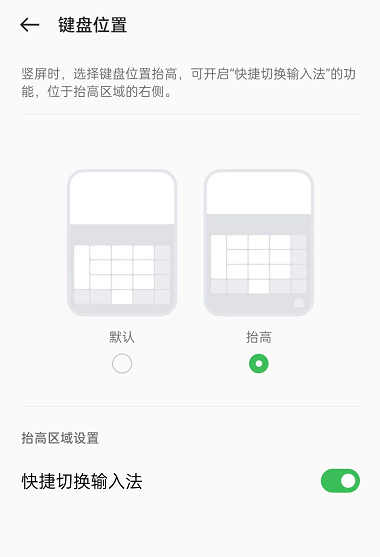 键盘位置
竖屏时，选择键盘位置抬高，可开启“快捷切换输入法”的功
能，位于抬高区域的右侧。
默认
抬高
抬高区域设置
快捷切换输入法